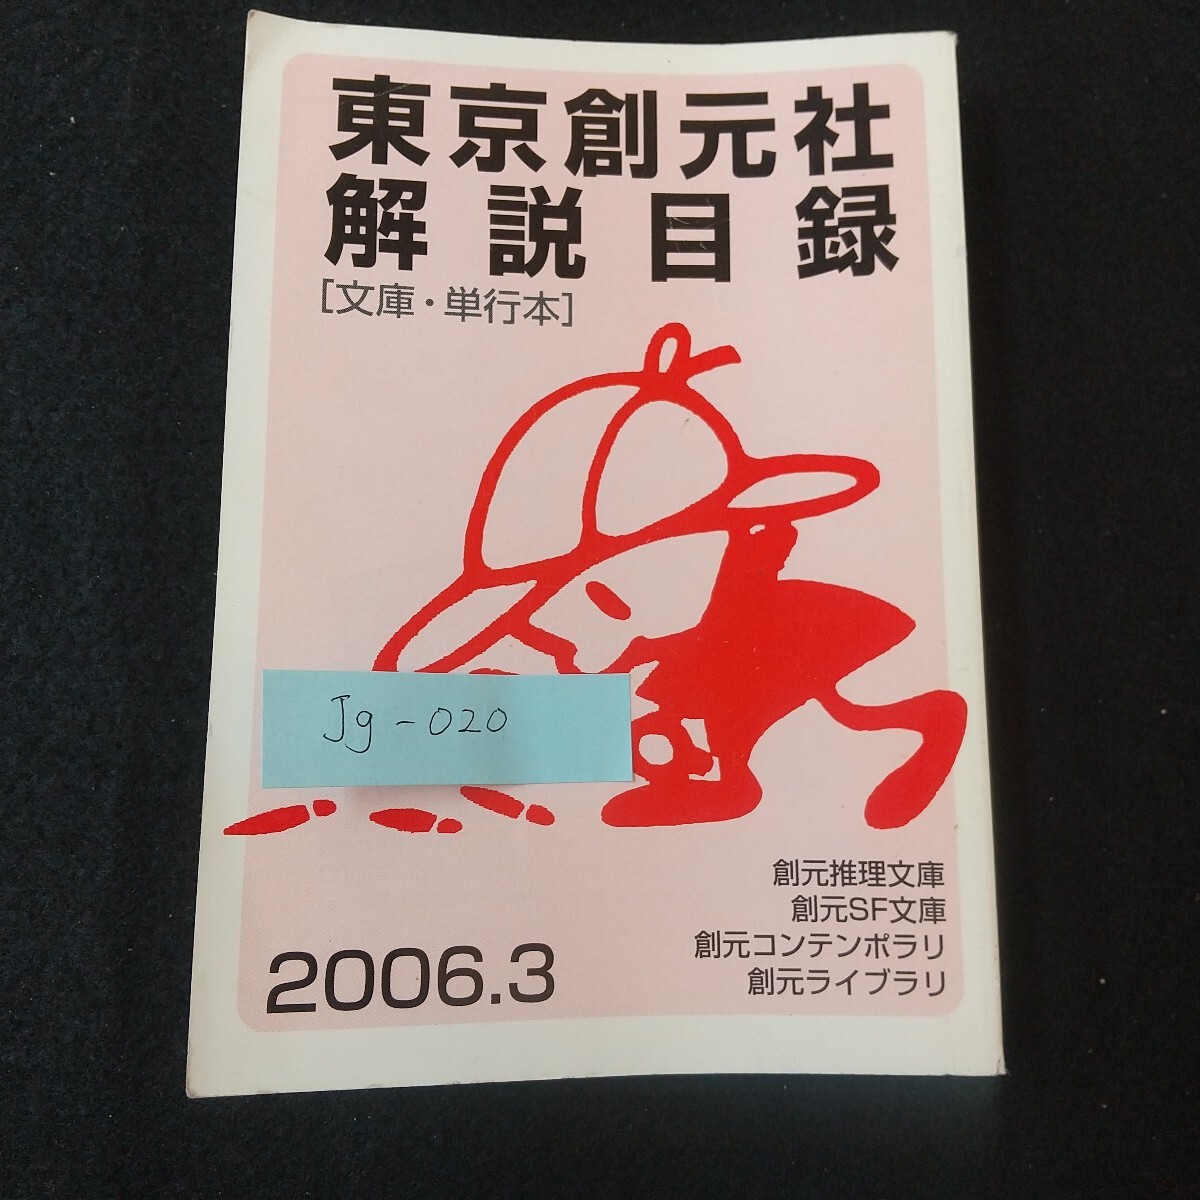 東京創元社
解説目録
[文庫・単行本]
Jg-020
創元推理文庫
創元SF文庫
創元コンテンポラリ
創元ライブラリ
2006.3